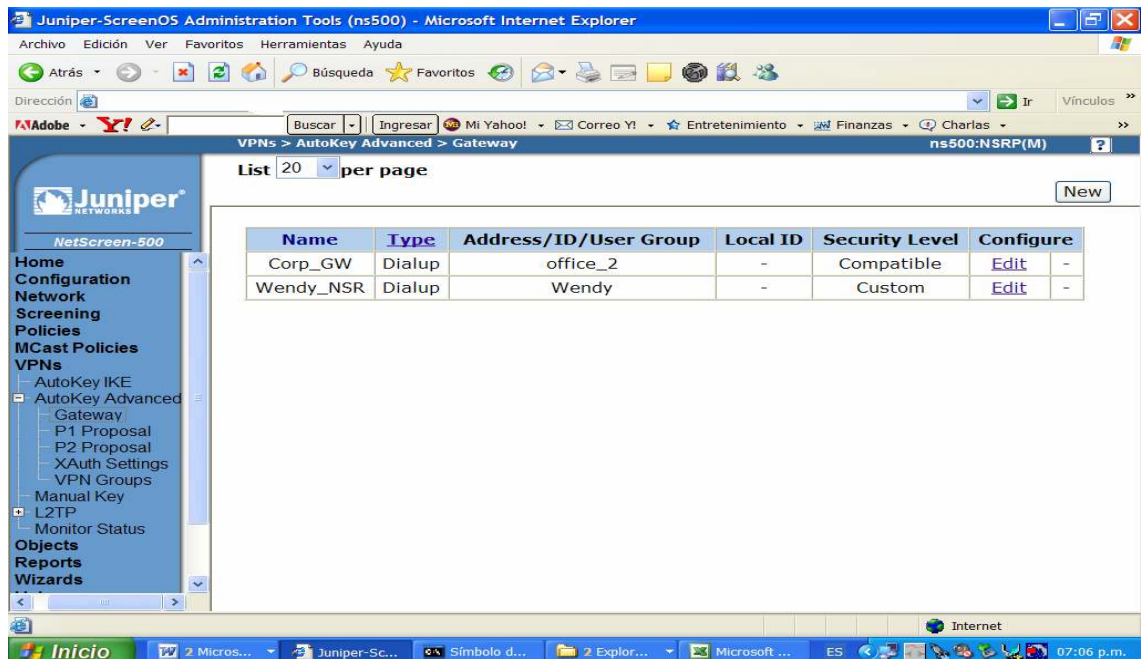 Juniper-ScreenOS Administration Tools (ns500) - Microsoft Internet Explorer
Archivo Edición Ver Favoritos Herramientas Ayuda
Atrás Búsqueda Favoritos
Dirección Ir Vínculos »
Adobe Y! Buscar Ingresar Mi Yahoo! Correo Y! Entretenimiento Finanzas Charlas »
VPNs > AutoKey Advanced > Gateway ns500:NSRP(M) ?
List 20 per page
New
Juniper
NETWORKS
NetScreen-500
Name Type Address/ID/User Group Local ID Security Level Configure
Corp_GW Dialup office_2 - Compatible Edit -
Wendy_NSR Dialup Wendy - Custom Edit -
Home
Configuration
Network
Screening
Policies
MCast Policies
VPNs
AutoKey IKE
AutoKey Advanced
Gateway
P1 Proposal
P2 Proposal
XAuth Settings
VPN Groups
Manual Key
L2TP
Monitor Status
Objects
Reports
Wizards
Internet
Inicio 2 Micros... Juniper-Sc... Símbolo d... 2 Explor... Microsoft ... ES 07:06 p.m.